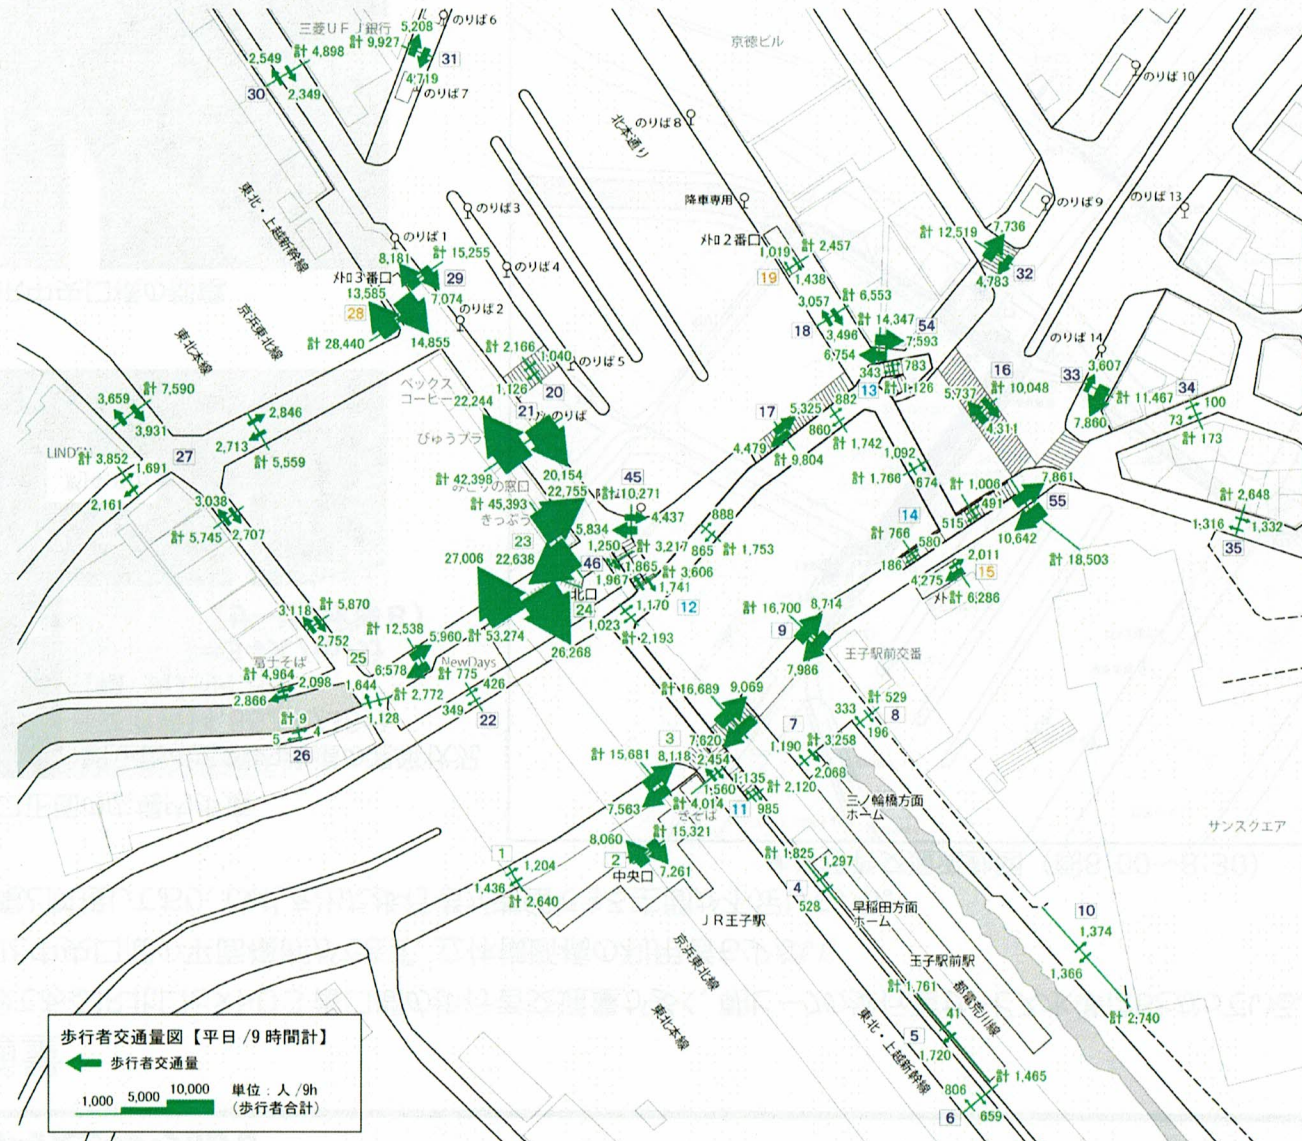 三菱UFJ銀行
5,208
のりば6
計 9,927
31
4,719
のりば7
2,549
計 4,898
30
2,349
京徳ビル
のりば10
のりば8
北本通り
東北・上越新幹線
のりば3
のりば1
のりば4
降車専用
のりば9
のりば13
メトロ2番口
計 2,457
1,019
19
1,438
計 12,519
7,736
32
4,783
8,181
計 15,255
メトロ3番口
29
7,074
13,585
28
のりば2
計 28,440
14,855
京浜東北線
東北本線
計 6,553
3,057
18
3,496
計 14,347
54
7,593
6,754
343
783
13
計 1,126
のりば14
計 2,166
1,040
のりば5
1,126
20
ベックス
コーヒー
22,244
21
のりば
びゅうプラ
計 42,398
20,154
みどりの窓口
きっぷう
3,659
計 7,590
3,931
2,846
2,713
計 5,559
27
LINDEN
計 3,852
1,691
2,161
3,038
計 5,745
2,707
16
5,737
計 10,048
4,311
33
3,607
計 11,467
7,860
34
100
73
計 173
17
5,325
4,479
計 9,804
882
860
計 1,742
1,092
計 1,766
674
22,755
計 45,393
23
22,638
45
計10,271
4,437
5,834
888
865
計 1,753
1,250
計 3,217
46
1,865
1,967
計 3,606
1,741
12
計 1,006
491
515
14
計 766
580
186
7,861
55
10,642
計 18,503
計 2,648
1,316
1,332
35
2,011
15
4,275
計 6,286
27,006
北口
24
計 53,274
26,268
1,170
1,023
計 2,193
3,118
計 5,870
2,752
富士そば
25
計 12,538
5,960
6,578
NewDays
計 775
426
349
22
計 4,964
2,098
2,866
1,644
計 2,772
1,128
計 9
4
5
26
計 16,700
8,714
9
7,986
王子駅前交番
計 529
333
8
196
計 16,689
9,069
3
7,620
7
計 3,258
1,190
2,068
計 15,681
8,118
7,563
2,454
1,560
計 4,014
1,135
計 2,120
11
985
三ノ輪橋方面
ホーム
サンスクエア
8,060
計 15,321
2
7,261
中央口
1
1,204
1,436
計 2,640
計 1,825
1,297
4
528
早稲田方面
ホーム
JR王子駅
10
1,374
1,366
計 2,740
京浜東北線
東北本線
王子駅前駅
都電荒川線
計 1,761
41
5
1,720
東北・上越新幹線
計 1,465
806
6
659
歩行者交通量図【平日/9時間計】
歩行者交通量
1,000 5,000 10,000 単位：人/9h
(歩行者合計)